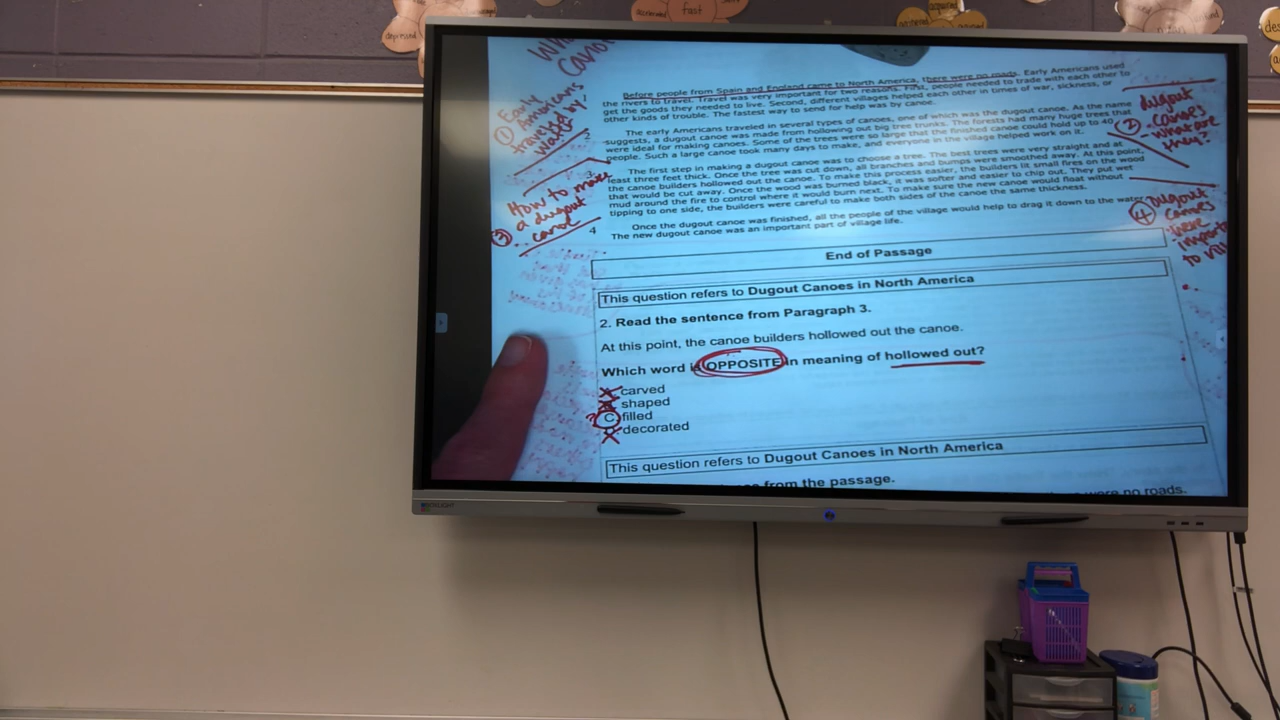 depressed
fast
acquired
Before people from Spain and England came to North America, there were no roads. Early Americans used
the rivers to travel. Travel was very important for two reasons. First, people needed to trade with each other to
get the goods they needed to live. Second, different villages helped each other in times of war, sickness, or
other kinds of trouble. The fastest way to send for help was by canoe.
The early Americans traveled in several types of canoes, one of which was the dugout canoe. As the name
suggests, a dugout canoe was made from hollowing out big tree trunks. The forests had many huge trees that
were ideal for making canoes. Some of the trees were so large that the finished canoe could hold up to 40
people. Such a large canoe took many days to make, and everyone in the village helped work on it.
The first step in making a dugout canoe was to choose a tree. The best trees were very straight and at
least three feet thick. Once the tree was cut down, all branches and bumps were smoothed away. At this point,
the canoe builders hollowed out the canoe. To make this process easier, the builders lit small fires on the wood
that would be cut away. Once the wood was burned black, it was softer and easier to chip out. They put wet
mud around the fire to control where it would burn next. To make sure the new canoe would float without
tipping to one side, the builders were careful to make both sides of the canoe the same thickness.
4 Once the dugout canoe was finished, all the people of the village would help to drag it down to the water.
The new dugout canoe was an important part of village life.
① Early
Americans
traveled by:
water
② dugout
canoes
- what are
they?
③ How to make
a dugout
canoe
④ Dugout
canoes
were
to
End of Passage
This question refers to Dugout Canoes in North America
2. Read the sentence from Paragraph 3.
At this point, the canoe builders hollowed out the canoe.
Which word is OPPOSITE in meaning of hollowed out?
carved
shaped
C. filled
decorated
This question refers to Dugout Canoes in North America
from the passage.
were no roads.